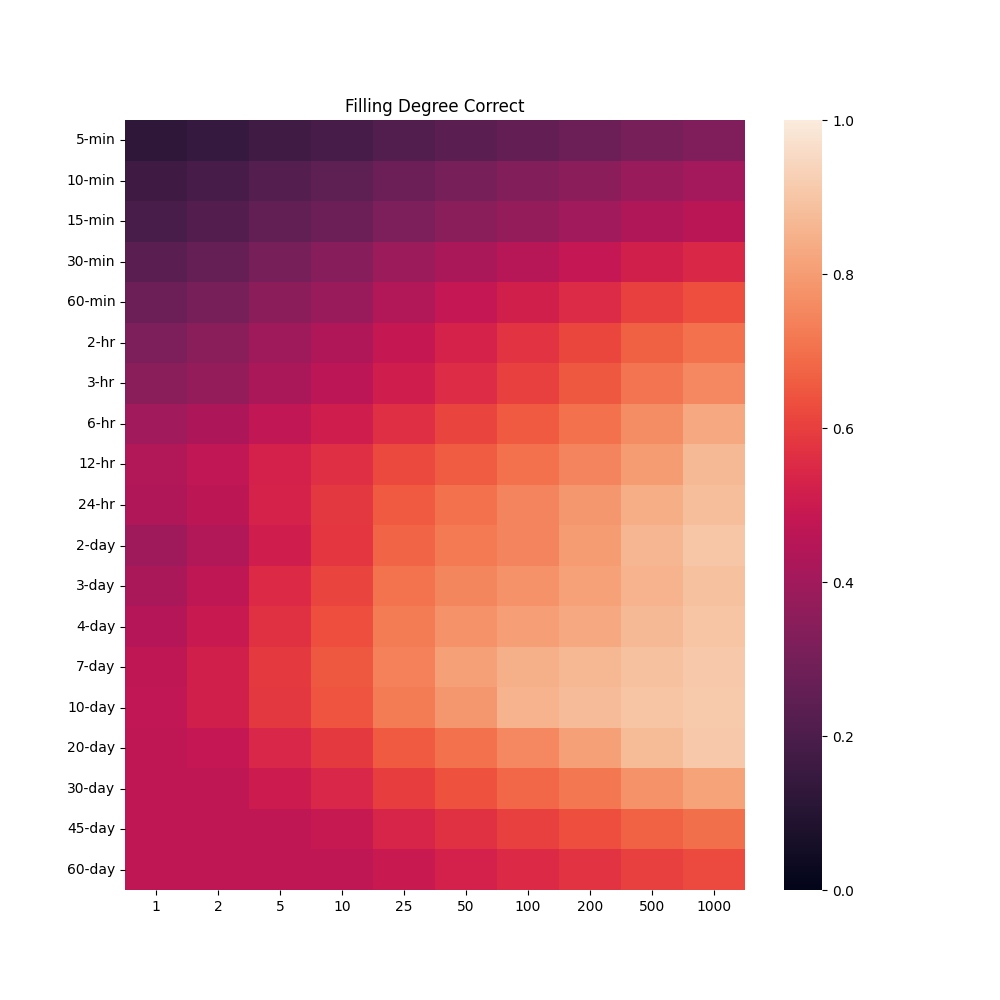 Filling Degree Correct
5-min
10-min
15-min
30-min
60-min
2-hr
3-hr
6-hr
12-hr
24-hr
2-day
3-day
4-day
7-day
10-day
20-day
30-day
45-day
60-day
1 2 5 10 25 50 100 200 500 1000
1.0
0.8
0.6
0.4
0.2
0.0